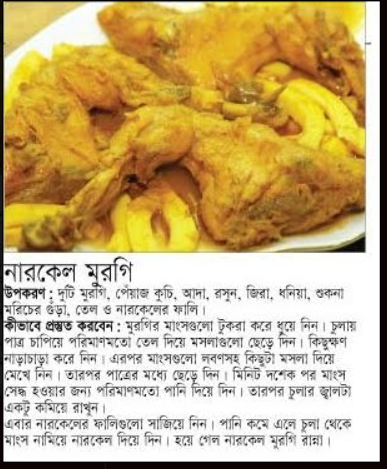 নারকেল মুরগি
উপকরণ : দুটি মুরগি, পেঁয়াজ কুচি, আদা, রসুন, জিরা, ধনিয়া, শুকনা
মরিচের গুঁড়া, তেল ও নারকেলের ফালি।
কীভাবে প্রস্তুত করবেন : মুরগির মাংসগুলো টুকরা করে ধুয়ে নিন। চুলায়
পাত্র চাপিয়ে পরিমাণমতো তেল দিয়ে মসলাগুলো ছেড়ে দিন। কিছুক্ষণ
নাড়াচাড়া করে নিন। এরপর মাংসগুলো লবণসহ কিছুটা মসলা দিয়ে
মেখে নিন। তারপর পাত্রের মধ্যে ছেড়ে দিন। মিনিট দশেক পর মাংস
সেদ্ধ হওয়ার জন্য পরিমাণমতো পানি দিয়ে দিন। তারপর চুলার জ্বালটা
একটু কমিয়ে রাখুন।
এবার নারকেলের ফালিগুলো সাজিয়ে নিন। পানি কমে এলে চুলা থেকে
মাংস নামিয়ে নারকেল দিয়ে দিন। হয়ে গেল নারকেল মুরগি রান্না।